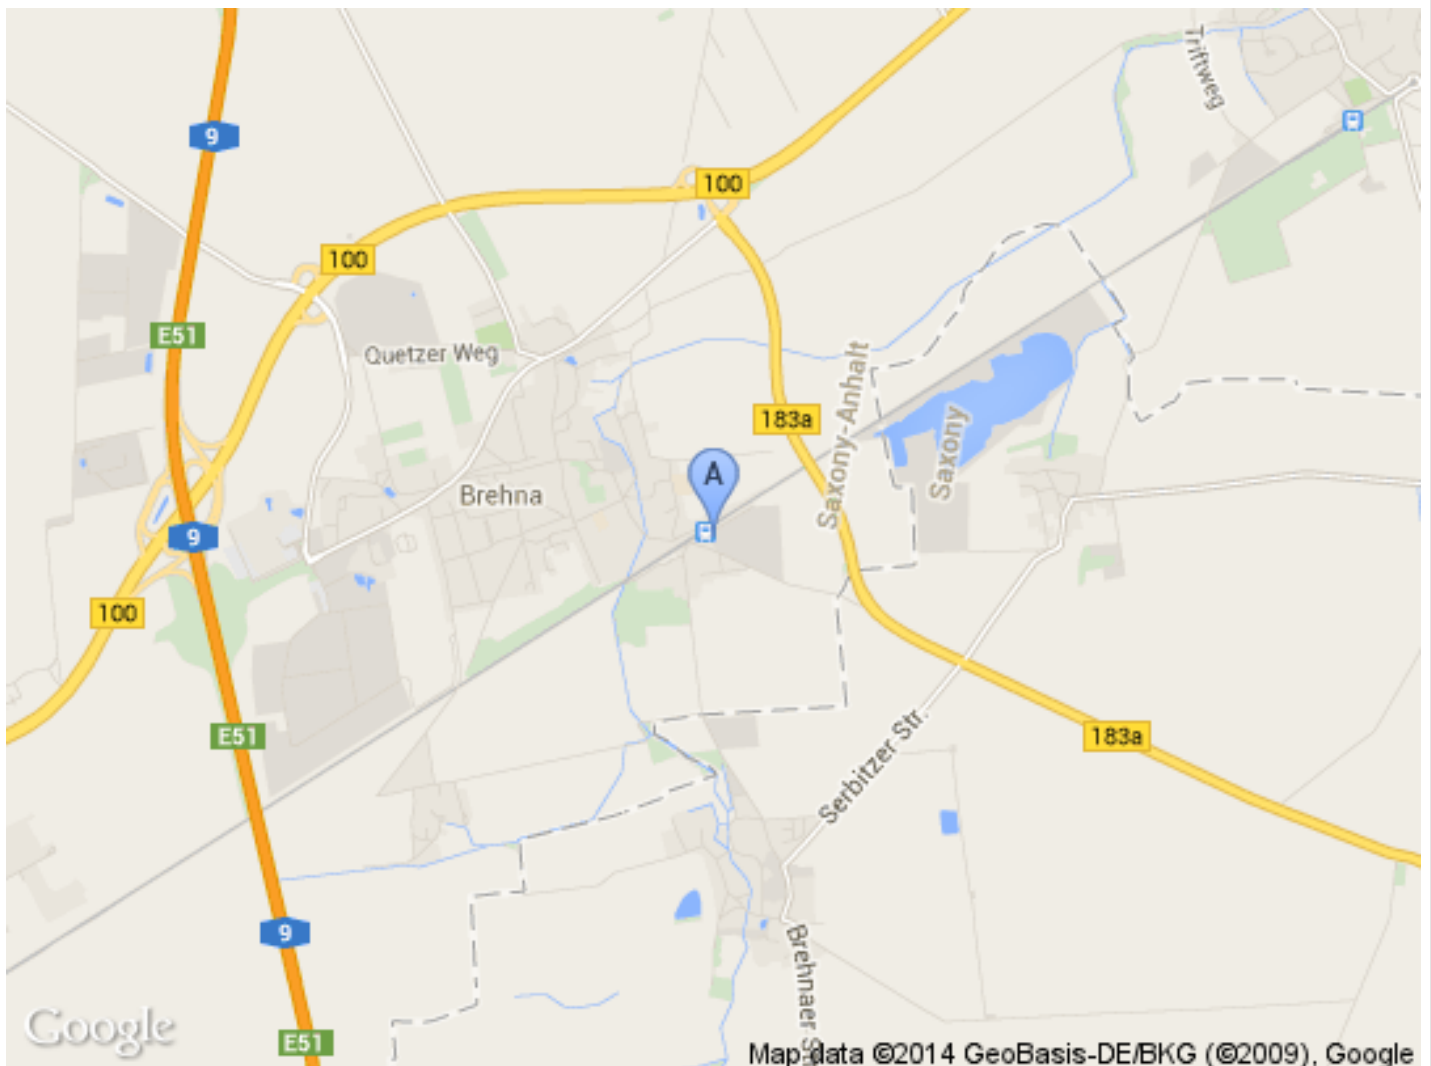 Triftweg
9
100
100
E51
Quetzer Weg
183a
Saxony-Anhalt
Saxony
A
Brehna
9
100
E51
183a
Serbitzer Str.
9
Brehnaer
Google
E51
Map data ©2014 GeoBasis-DE/BKG (©2009), Google